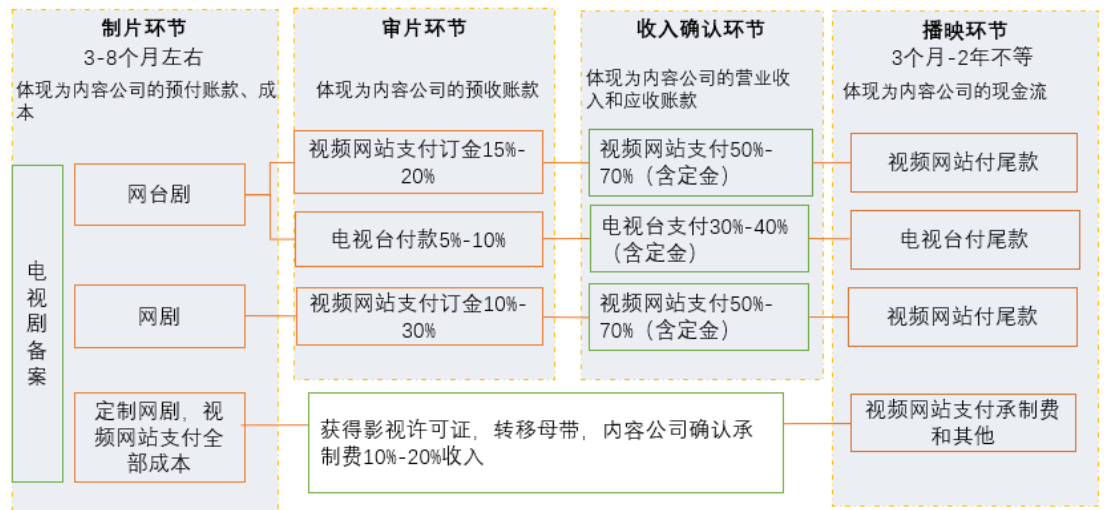 制片环节
3-8个月左右
体现为内容公司的预付账款、成
本
审片环节
体现为内容公司的预收账款
收入确认环节
体现为内容公司的营业收
入和应收账款
播映环节
3个月-2年不等
体现为内容公司的现金流
电
视
剧
备
案
网台剧
视频网站支付订金15%-
20%
视频网站支付50%-
70%（含定金）
视频网站付尾款
电视台付款5%-10%
电视台支付30%-40%
（含定金）
电视台付尾款
网剧
视频网站支付订金10%-
30%
视频网站支付50%-
70%（含定金）
视频网站付尾款
定制网剧，视
频网站支付全
部成本
获得影视许可证，转移母带，内容公司确认承
制费10%-20%收入
视频网站支付承制费
和其他